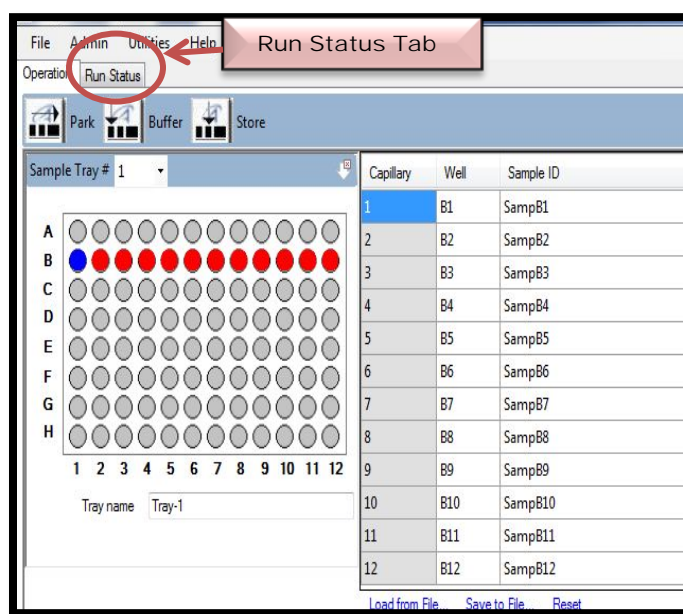 File Admin Utilities Help
Run Status Tab
Operation Run Status
Park Buffer Store
Sample Tray # 1
Capillary Well Sample ID
1 B1 SampB1
2 B2 SampB2
3 B3 SampB3
4 B4 SampB4
5 B5 SampB5
6 B6 SampB6
7 B7 SampB7
8 B8 SampB8
9 B9 SampB9
10 B10 SampB10
11 B11 SampB11
12 B12 SampB12
A
B
C
D
E
F
G
H
1 2 3 4 5 6 7 8 9 10 11 12
Tray name Tray-1
Load from File... Save to File... Reset